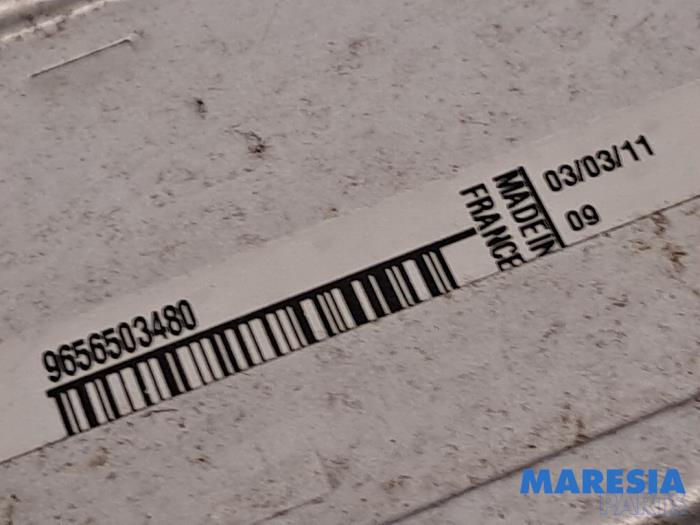 9656503480
MADE IN
FRANCE
03/03/11
09
MARESIA
PARTS